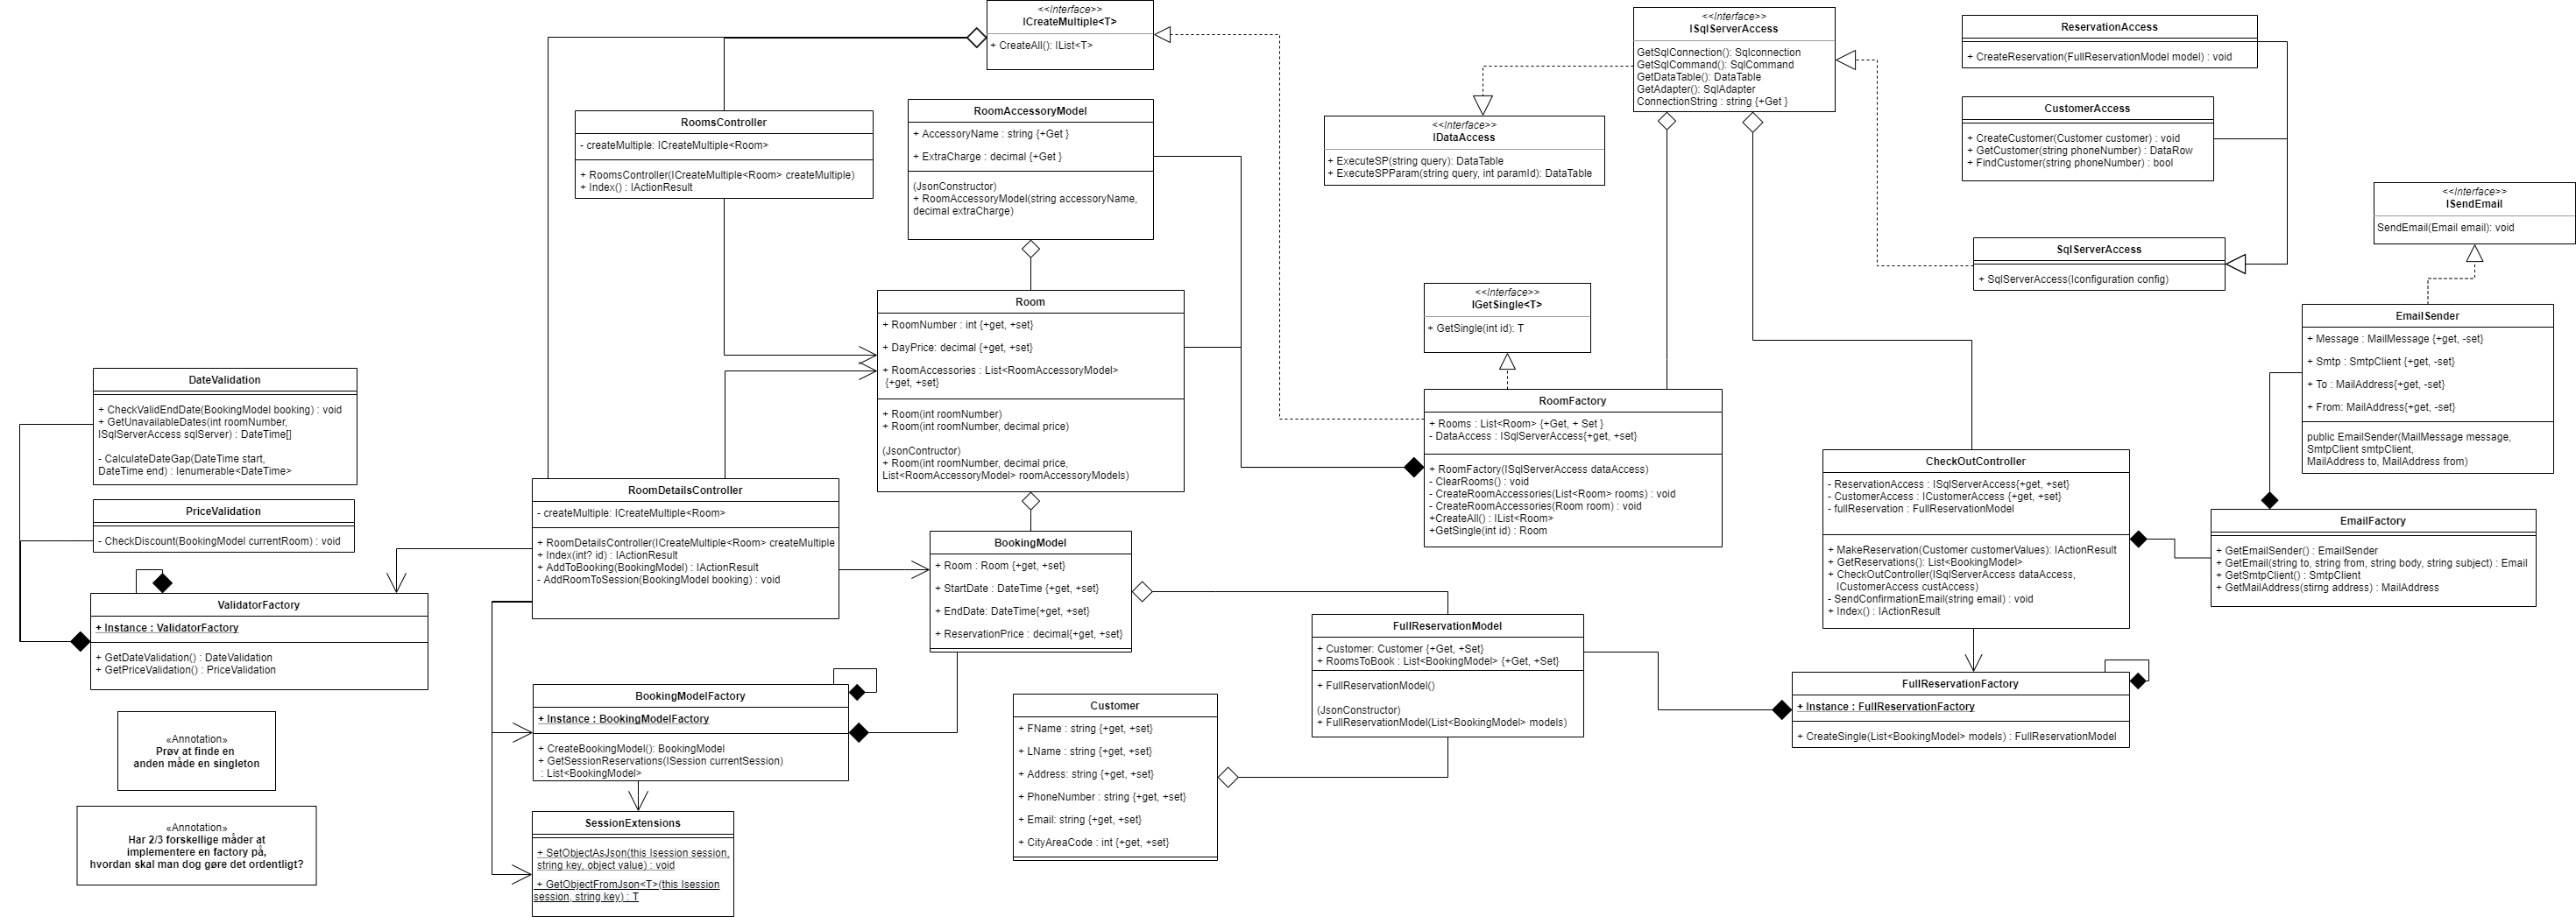 <<Interface>>
ICreateMultiple<T>
+ CreateAll(): IList<T>
RoomsController
- createMultiple: ICreateMultiple<Room>
+ RoomsController(ICreateMultiple<Room> createMultiple)
+ Index() : IActionResult
RoomAccessoryModel
+ AccessoryName : string {+Get }
+ ExtraCharge : decimal {+Get }
(JsonConstructor)
+ RoomAccessoryModel(string accessoryName,
decimal extraCharge)
<<Interface>>
IDataAccess
+ ExecuteSP(string query): DataTable
+ ExecuteSPParam(string query, int paramId): DataTable
<<Interface>>
ISqlServerAccess
GetSqlConnection(): Sqlconnection
GetSqlCommand(): SqlCommand
GetDataTable(): DataTable
GetAdapter(): SqlAdapter
ConnectionString : string {+Get }
ReservationAccess
+ CreateReservation(FullReservationModel model) : void
CustomerAccess
+ CreateCustomer(Customer customer) : void
+ GetCustomer(string phoneNumber) : DataRow
+ FindCustomer(string phoneNumber) : bool
SqlServerAccess
+ SqlServerAccess(Iconfiguration config)
<<Interface>>
ISendEmail
SendEmail(Email email): void
EmailSender
+ Message : MailMessage {+get, -set}
+ Smtp : SmtpClient {+get, -set}
+ To : MailAddress{+get, -set}
+ From: MailAddress{+get, -set}
public EmailSender(MailMessage message,
SmtpClient smtpClient,
MailAddress to, MailAddress from)
Room
+ RoomNumber : int {+get, +set}
+ DayPrice: decimal {+get, +set}
+ RoomAccessories : List<RoomAccessoryModel>
{+get, +set}
+ Room(int roomNumber)
+ Room(int roomNumber, decimal price)
(JsonContructor)
+ Room(int roomNumber, decimal price,
List<RoomAccessoryModel> roomAccessoryModels)
<<Interface>>
IGetSingle<T>
+ GetSingle(int id): T
RoomFactory
+ Rooms : List<Room> {+Get, + Set }
- DataAccess : ISqlServerAccess{+get, +set}
+ RoomFactory(ISqlServerAccess dataAccess)
- ClearRooms() : void
- CreateRoomAccessories(List<Room> rooms) : void
- CreateRoomAccessories(Room room) : void
+CreateAll() : IList<Room>
+GetSingle(int id) : Room
DateValidation
+ CheckValidEndDate(BookingModel booking) : void
+ GetUnavailableDates(int roomNumber,
ISqlServerAccess sqlServer) : DateTime[]
- CalculateDateGap(DateTime start,
DateTime end) : Ienumerable<DateTime>
PriceValidation
- CheckDiscount(BookingModel currentRoom) : void
ValidatorFactory
+ Instance : ValidatorFactory
+ GetDateValidation() : DateValidation
+ GetPriceValidation() : PriceValidation
«Annotation»
Prøv at finde en
anden måde en singleton
«Annotation»
Har 2/3 forskellige måder at
implementere en factory på,
hvordan skal man dog gøre det ordentligt?
RoomDetailsController
- createMultiple: ICreateMultiple<Room>
+ RoomDetailsController(ICreateMultiple<Room> createMultiple
+ Index(int? id) : IActionResult
+ AddToBooking(BookingModel) : IActionResult
- AddRoomToSession(BookingModel booking) : void
BookingModel
+ Room : Room {+get, +set}
+ StartDate : DateTime {+get, +set}
+ EndDate: DateTime{+get, +set}
+ ReservationPrice : decimal{+get, +set}
BookingModelFactory
+ Instance : BookingModelFactory
+ CreateBookingModel(): BookingModel
+ GetSessionReservations(ISession currentSession)
: List<BookingModel>
SessionExtensions
+ SetObjectAsJson(this Isession session,
string key, object value) : void
+ GetObjectFromJson<T>(this Isession
session, string key) : T
Customer
+ FName : string {+get, +set}
+ LName : string {+get, +set}
+ Address: string {+get, +set}
+ PhoneNumber : string {+get, +set}
+ Email: string {+get, +set}
+ CityAreaCode : int {+get, +set}
FullReservationModel
+ Customer: Customer {+Get, +Set}
+ RoomsToBook : List<BookingModel> {+Get, +Set}
+ FullReservationModel()
(JsonConstructor)
+ FullReservationModel(List<BookingModel> models)
CheckOutController
- ReservationAccess : ISqlServerAccess{+get, +set}
- CustomerAccess : ICustomerAccess {+get, +set}
- fullReservation : FullReservationModel
+ MakeReservation(Customer customerValues): IActionResult
+ GetReservations(): List<BookingModel>
+ CheckOutController(ISqlServerAccess dataAccess,
ICustomerAccess custAccess)
- SendConfirmationEmail(string email) : void
+ Index() : IActionResult
EmailFactory
+ GetEmailSender() : EmailSender
+ GetEmail(string to, string from, string body, string subject) : Email
+ GetSmtpClient() : SmtpClient
+ GetMailAddress(stirng address) : MailAddress
FullReservationFactory
+ Instance : FullReservationFactory
+ CreateSingle(List<BookingModel> models) : FullReservationModel